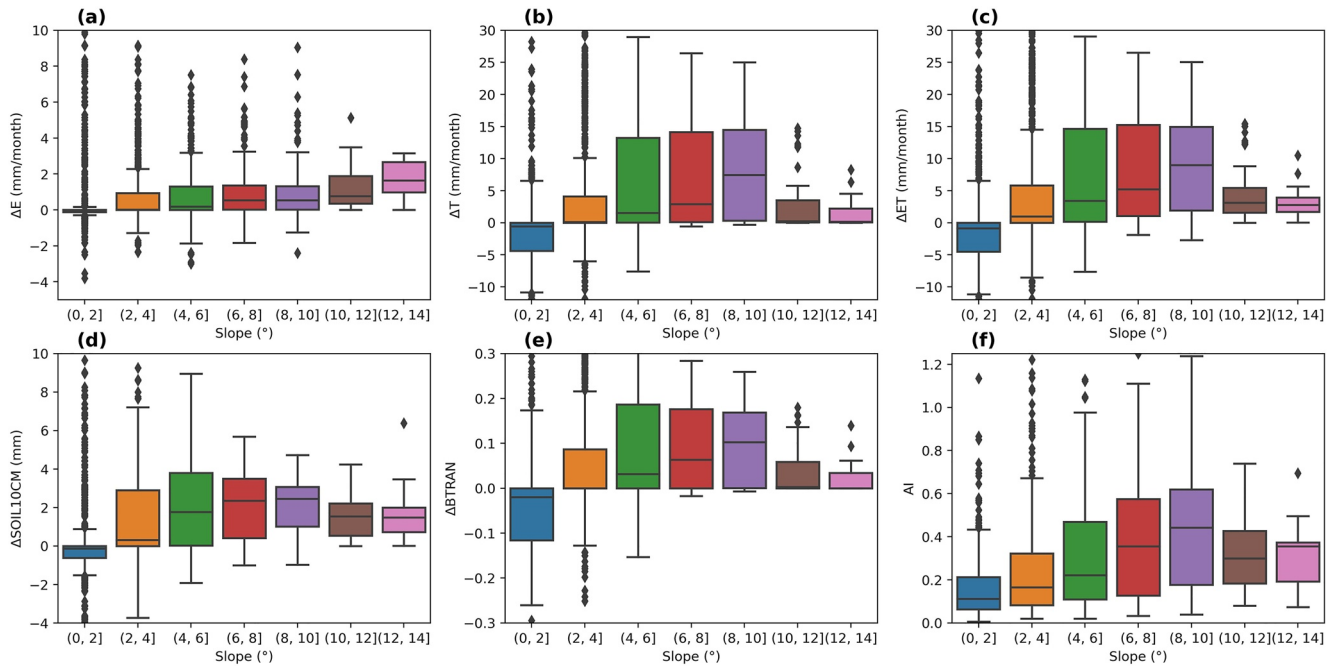 (a)
(b)
(c)
10
8
6
4
2
0
−2
−4
ΔE (mm/month)
(0, 2] (2, 4] (4, 6] (6, 8] (8, 10] (10, 12](12, 14]
Slope (°)
30
25
20
15
10
5
0
−5
−10
ΔT (mm/month)
(0, 2] (2, 4] (4, 6] (6, 8] (8, 10] (10, 12](12, 14]
Slope (°)
30
25
20
15
10
5
0
−5
−10
ΔET (mm/month)
(0, 2] (2, 4] (4, 6] (6, 8] (8, 10] (10, 12](12, 14]
Slope (°)
(d)
(e)
(f)
10
8
6
4
2
0
−2
−4
ΔSOIL10CM (mm)
(0, 2] (2, 4] (4, 6] (6, 8] (8, 10] (10, 12](12, 14]
Slope (°)
0.3
0.2
0.1
0.0
−0.1
−0.2
−0.3
ΔBTRAN
(0, 2] (2, 4] (4, 6] (6, 8] (8, 10] (10, 12](12, 14]
Slope (°)
1.2
1.0
0.8
0.6
0.4
0.2
0.0
AI
(0, 2] (2, 4] (4, 6] (6, 8] (8, 10] (10, 12](12, 14]
Slope (°)